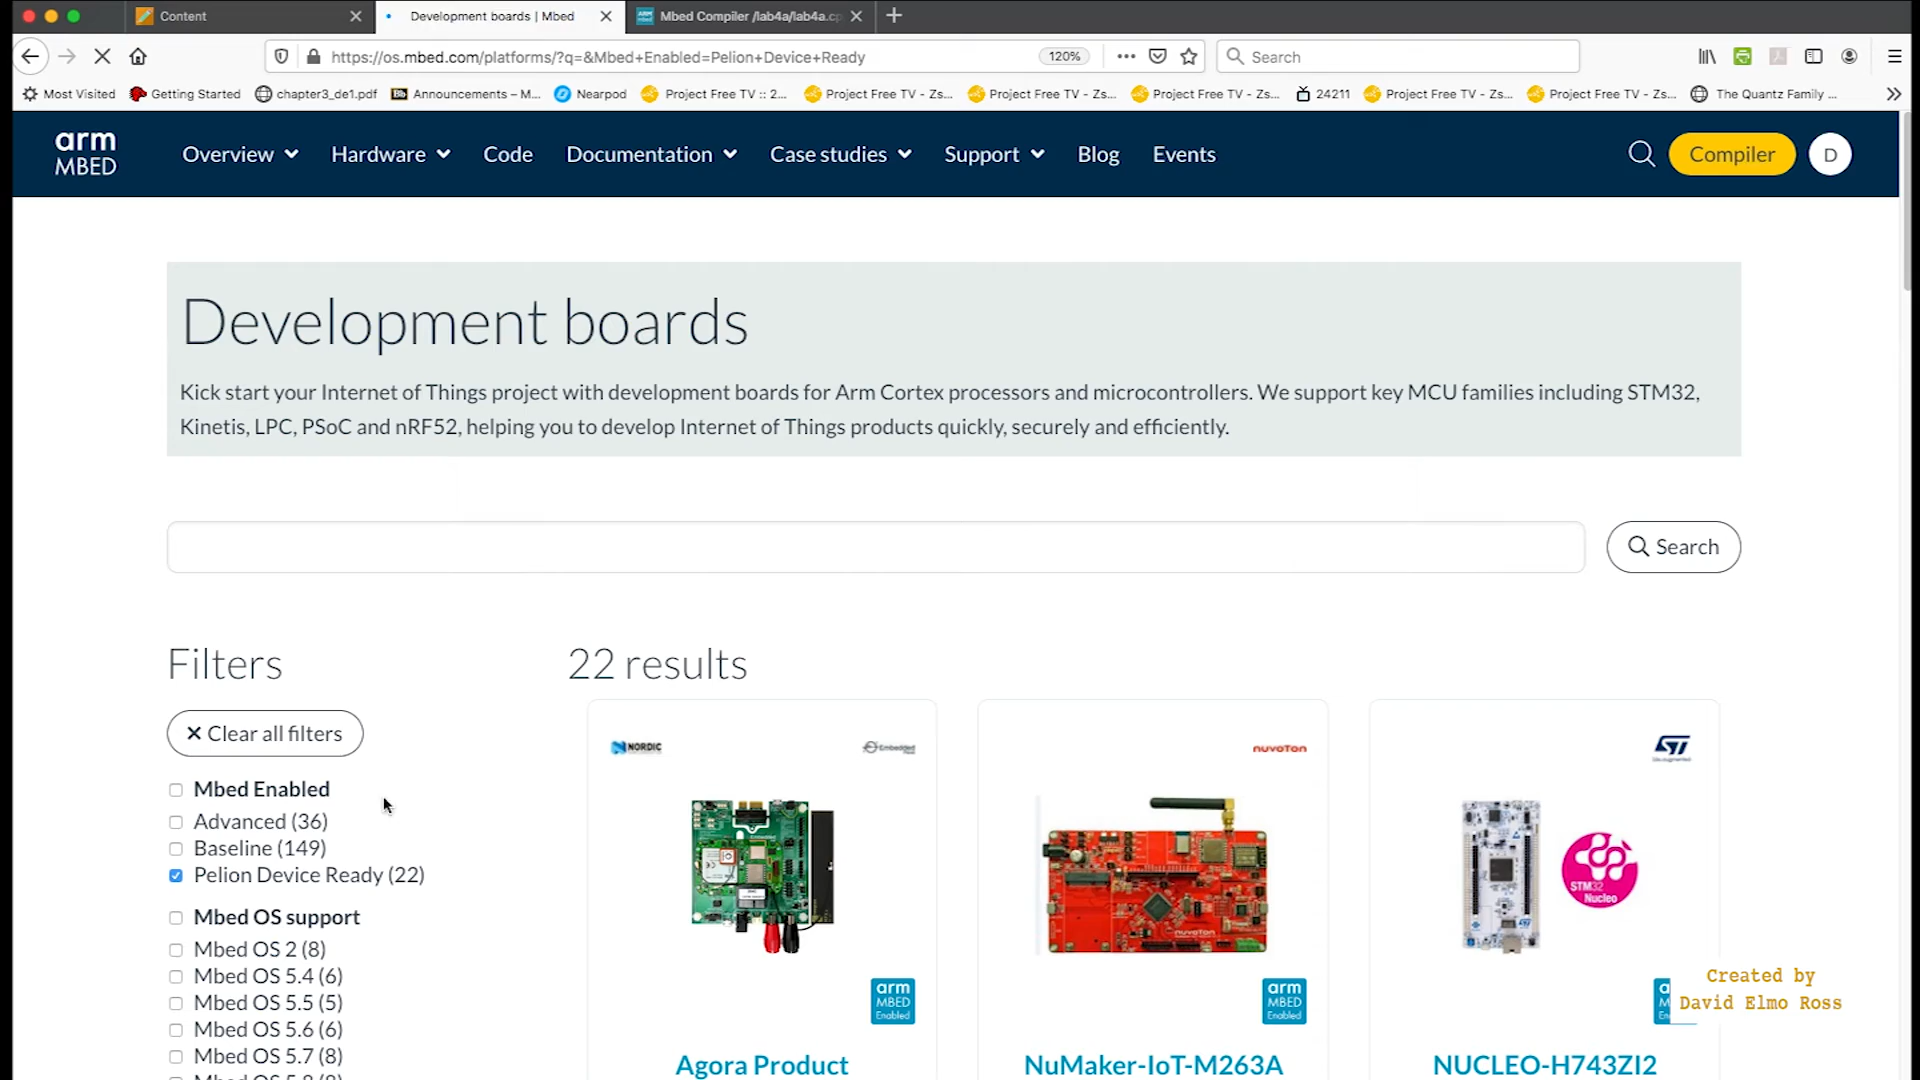 Content
Development boards | Mbed
Mbed Compiler /lab4a/lab4a.cp
https://os.mbed.com/platforms/?q=&Mbed+Enabled=Pelion+Device+Ready
120%
Search
Most Visited
Getting Started
chapter3_de1.pdf
Announcements – M...
Nearpod
Project Free TV :: 2...
Project Free TV - Zs...
Project Free TV - Zs...
Project Free TV - Zs...
24211
Project Free TV - Zs...
Project Free TV - Zs...
The Quantz Family ...
arm
MBED
Overview
Hardware
Code
Documentation
Case studies
Support
Blog
Events
Compiler
D
Development boards
Kick start your Internet of Things project with development boards for Arm Cortex processors and microcontrollers. We support key MCU families including STM32,
Kinetis, LPC, PSoC and nRF52, helping you to develop Internet of Things products quickly, securely and efficiently.
Search
Filters
22 results
Clear all filters
Mbed Enabled
Advanced (36)
Baseline (149)
Pelion Device Ready (22)
Mbed OS support
Mbed OS 2 (8)
Mbed OS 5.4 (6)
Mbed OS 5.5 (5)
Mbed OS 5.6 (6)
Mbed OS 5.7 (8)
NORDIC
Embedded
arm
MBED
Enabled
Agora Product
nuvoTon
nuvoTon
arm
MBED
Enabled
NuMaker-IoT-M263A
ST
STM32
Nucleo
NUCLEO-H743ZI2
Created by
David Elmo Ross